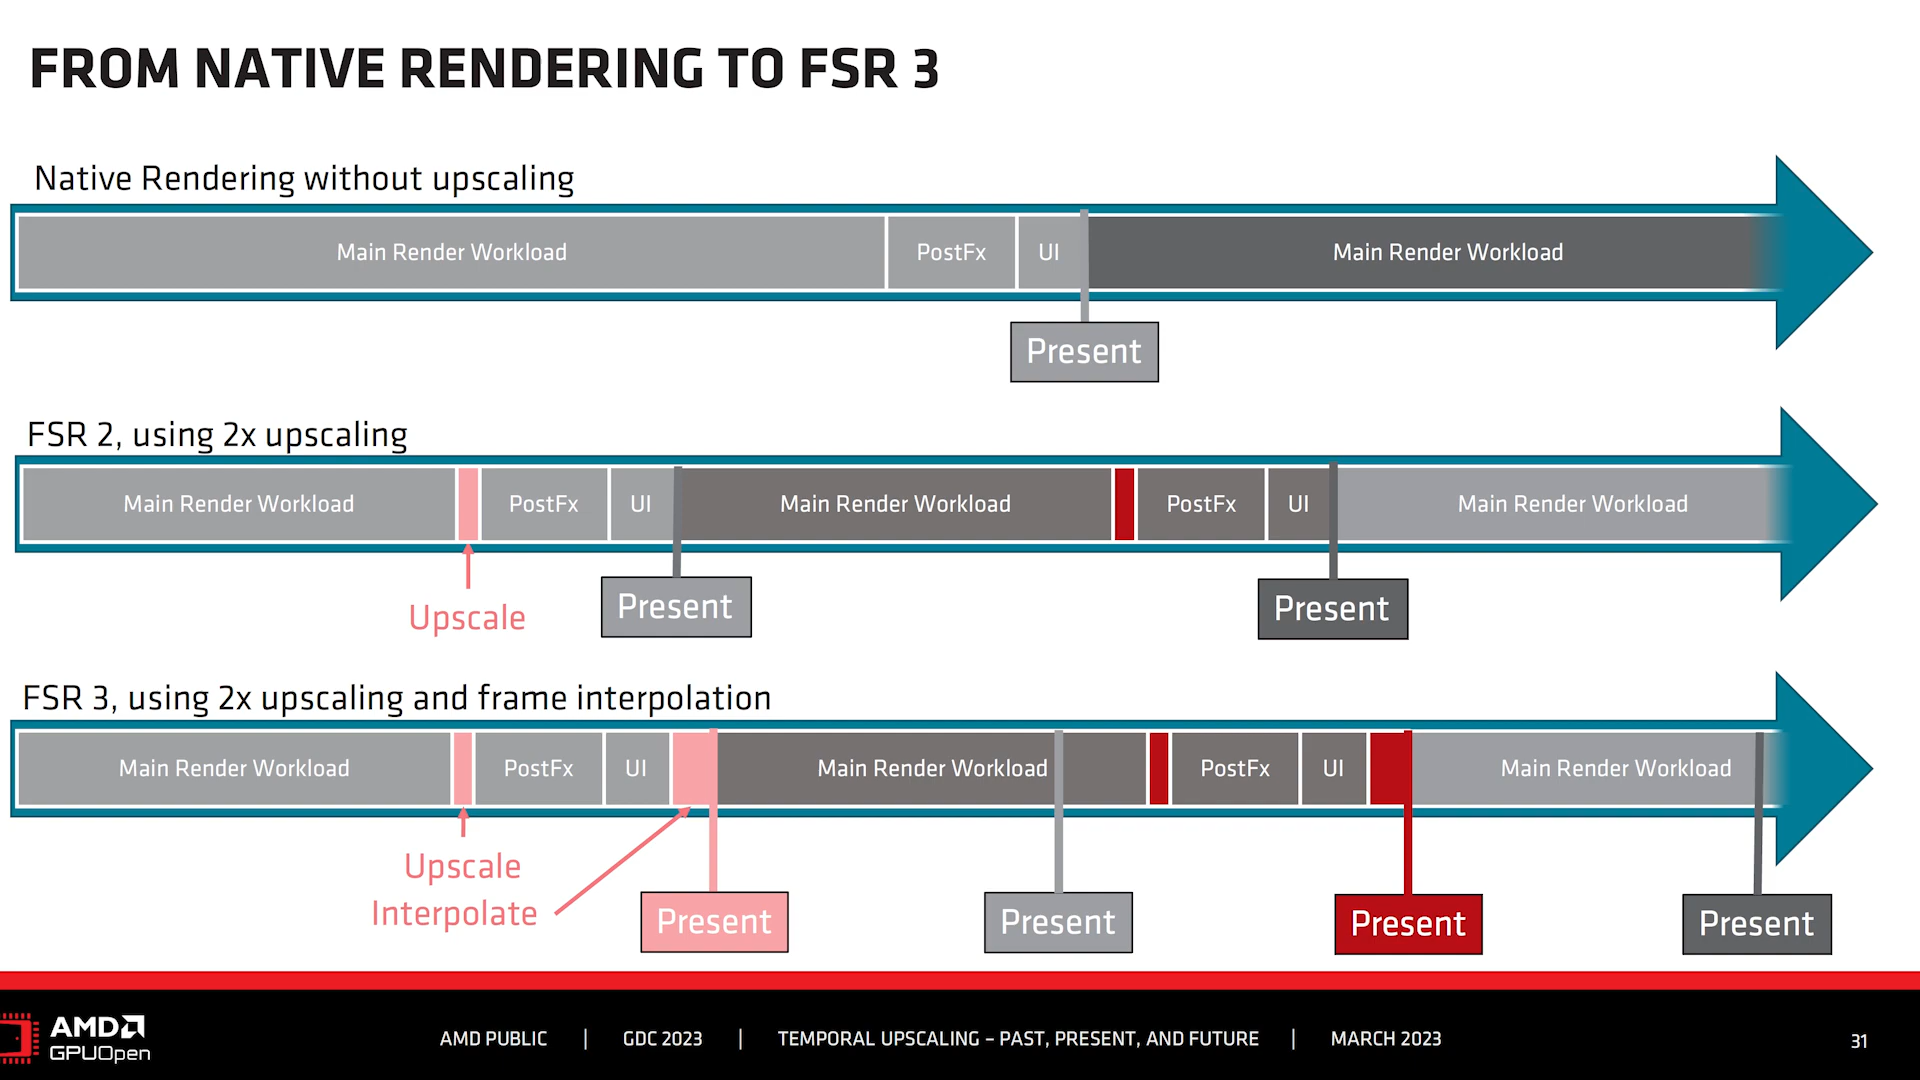 FROM NATIVE RENDERING TO FSR 3
Native Rendering without upscaling
Main Render Workload PostFx UI Main Render Workload
Present
FSR 2, using 2x upscaling
Main Render Workload PostFx UI Main Render Workload PostFx UI Main Render Workload
Upscale Present Present
FSR 3, using 2x upscaling and frame interpolation
Main Render Workload PostFx UI Main Render Workload PostFx UI Main Render Workload
Upscale
Interpolate Present Present Present Present
AMD
GPUOpen
AMD PUBLIC | GDC 2023 | TEMPORAL UPSCALING – PAST, PRESENT, AND FUTURE | MARCH 2023 31